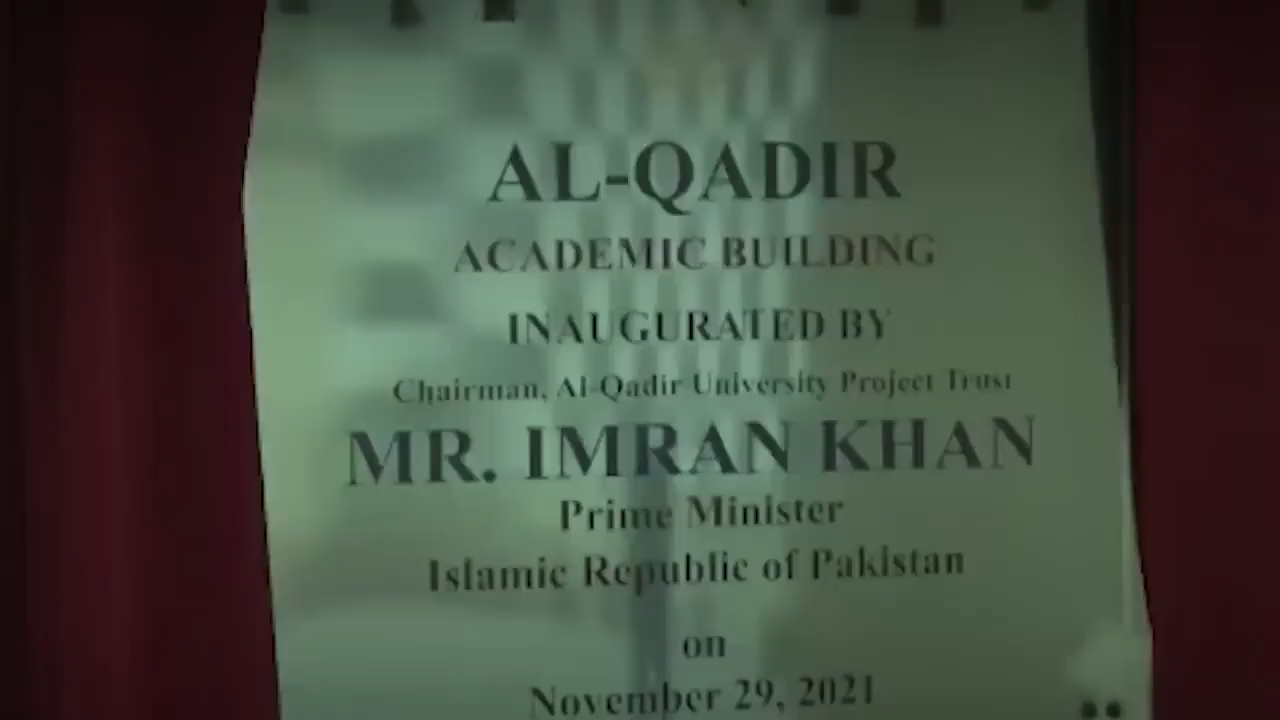 AL-QADIR
ACADEMIC BUILDING
INAUGURATED BY
Chairman, Al-Qadir University Project Trust
MR. IMRAN KHAN
Prime Minister
Islamic Republic of Pakistan
on
November 29, 2021